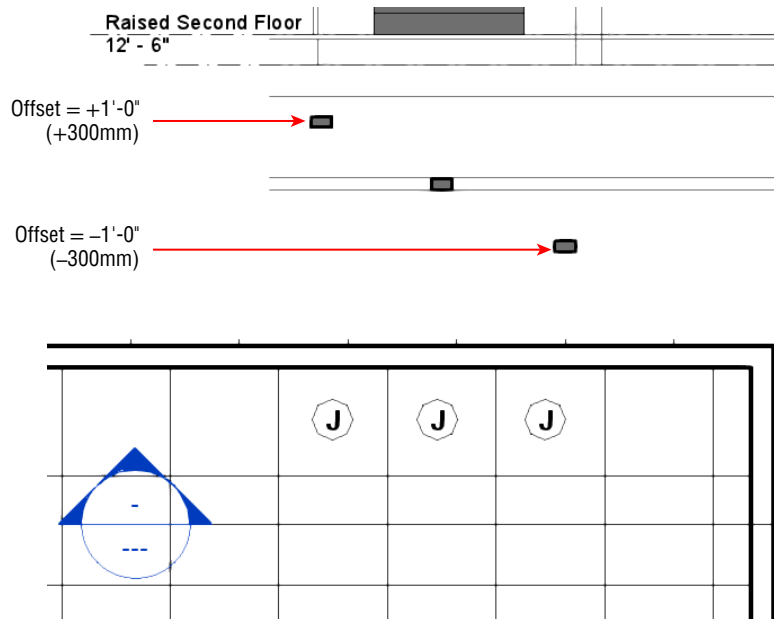 Raised Second Floor
12' - 6"
Offset = +1'-0"
(+300mm)
Offset = –1'-0"
(–300mm)
J J J
-
---